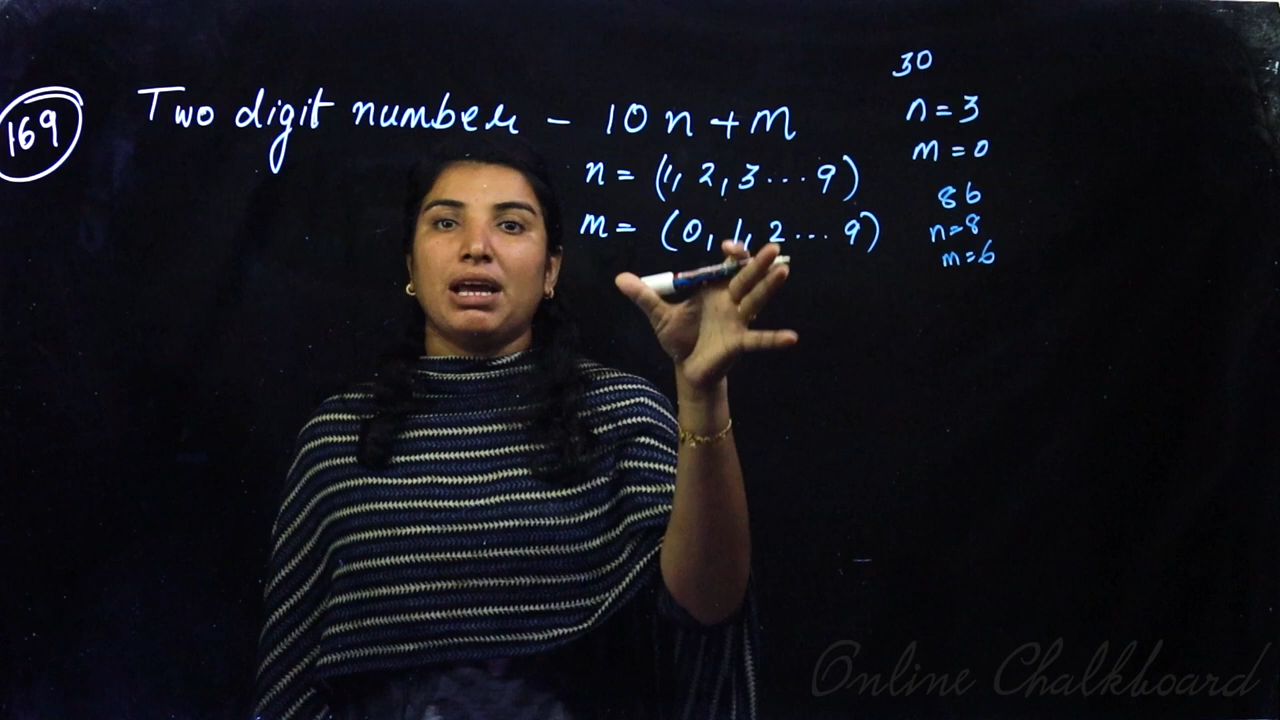 169
Two digit number - 10n+m
n = (1, 2, 3...9)
m = (0, 1, 2...9)
30
n=3
m=0
86
n=8
m=6
Online Chalkboard